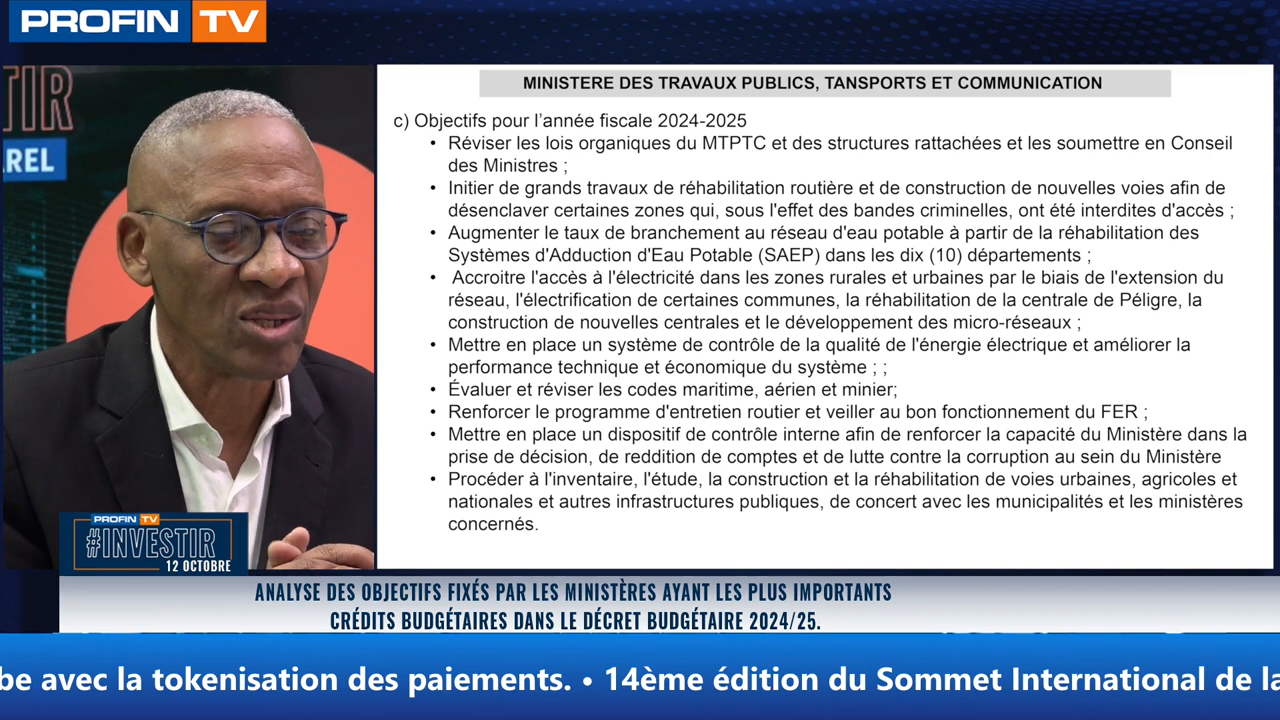 PROFIN TV
TIR
AREL
MINISTERE DES TRAVAUX PUBLICS, TANSPORTS ET COMMUNICATION
c) Objectifs pour l’année fiscale 2024-2025
• Réviser les lois organiques du MTPTC et des structures rattachées et les soumettre en Conseil
des Ministres ;
• Initier de grands travaux de réhabilitation routière et de construction de nouvelles voies afin de
désenclaver certaines zones qui, sous l'effet des bandes criminelles, ont été interdites d'accès ;
• Augmenter le taux de branchement au réseau d'eau potable à partir de la réhabilitation des
Systèmes d'Adduction d'Eau Potable (SAEP) dans les dix (10) départements ;
• Accroitre l'accès à l'électricité dans les zones rurales et urbaines par le biais de l'extension du
réseau, l'électrification de certaines communes, la réhabilitation de la centrale de Péligre, la
construction de nouvelles centrales et le développement des micro-réseaux ;
• Mettre en place un système de contrôle de la qualité de l'énergie électrique et améliorer la
performance technique et économique du système ; ;
• Évaluer et réviser les codes maritime, aérien et minier;
• Renforcer le programme d'entretien routier et veiller au bon fonctionnement du FER ;
• Mettre en place un dispositif de contrôle interne afin de renforcer la capacité du Ministère dans la
prise de décision, de reddition de comptes et de lutte contre la corruption au sein du Ministère
• Procéder à l'inventaire, l'étude, la construction et la réhabilitation de voies urbaines, agricoles et
nationales et autres infrastructures publiques, de concert avec les municipalités et les ministères
concernés.
PROFIN TV
#INVESTIR
12 OCTOBRE
ANALYSE DES OBJECTIFS FIXÉS PAR LES MINISTÈRES AYANT LES PLUS IMPORTANTS
CRÉDITS BUDGÉTAIRES DANS LE DÉCRET BUDGÉTAIRE 2024/25.
be avec la tokenisation des paiements. • 14ème édition du Sommet International de la